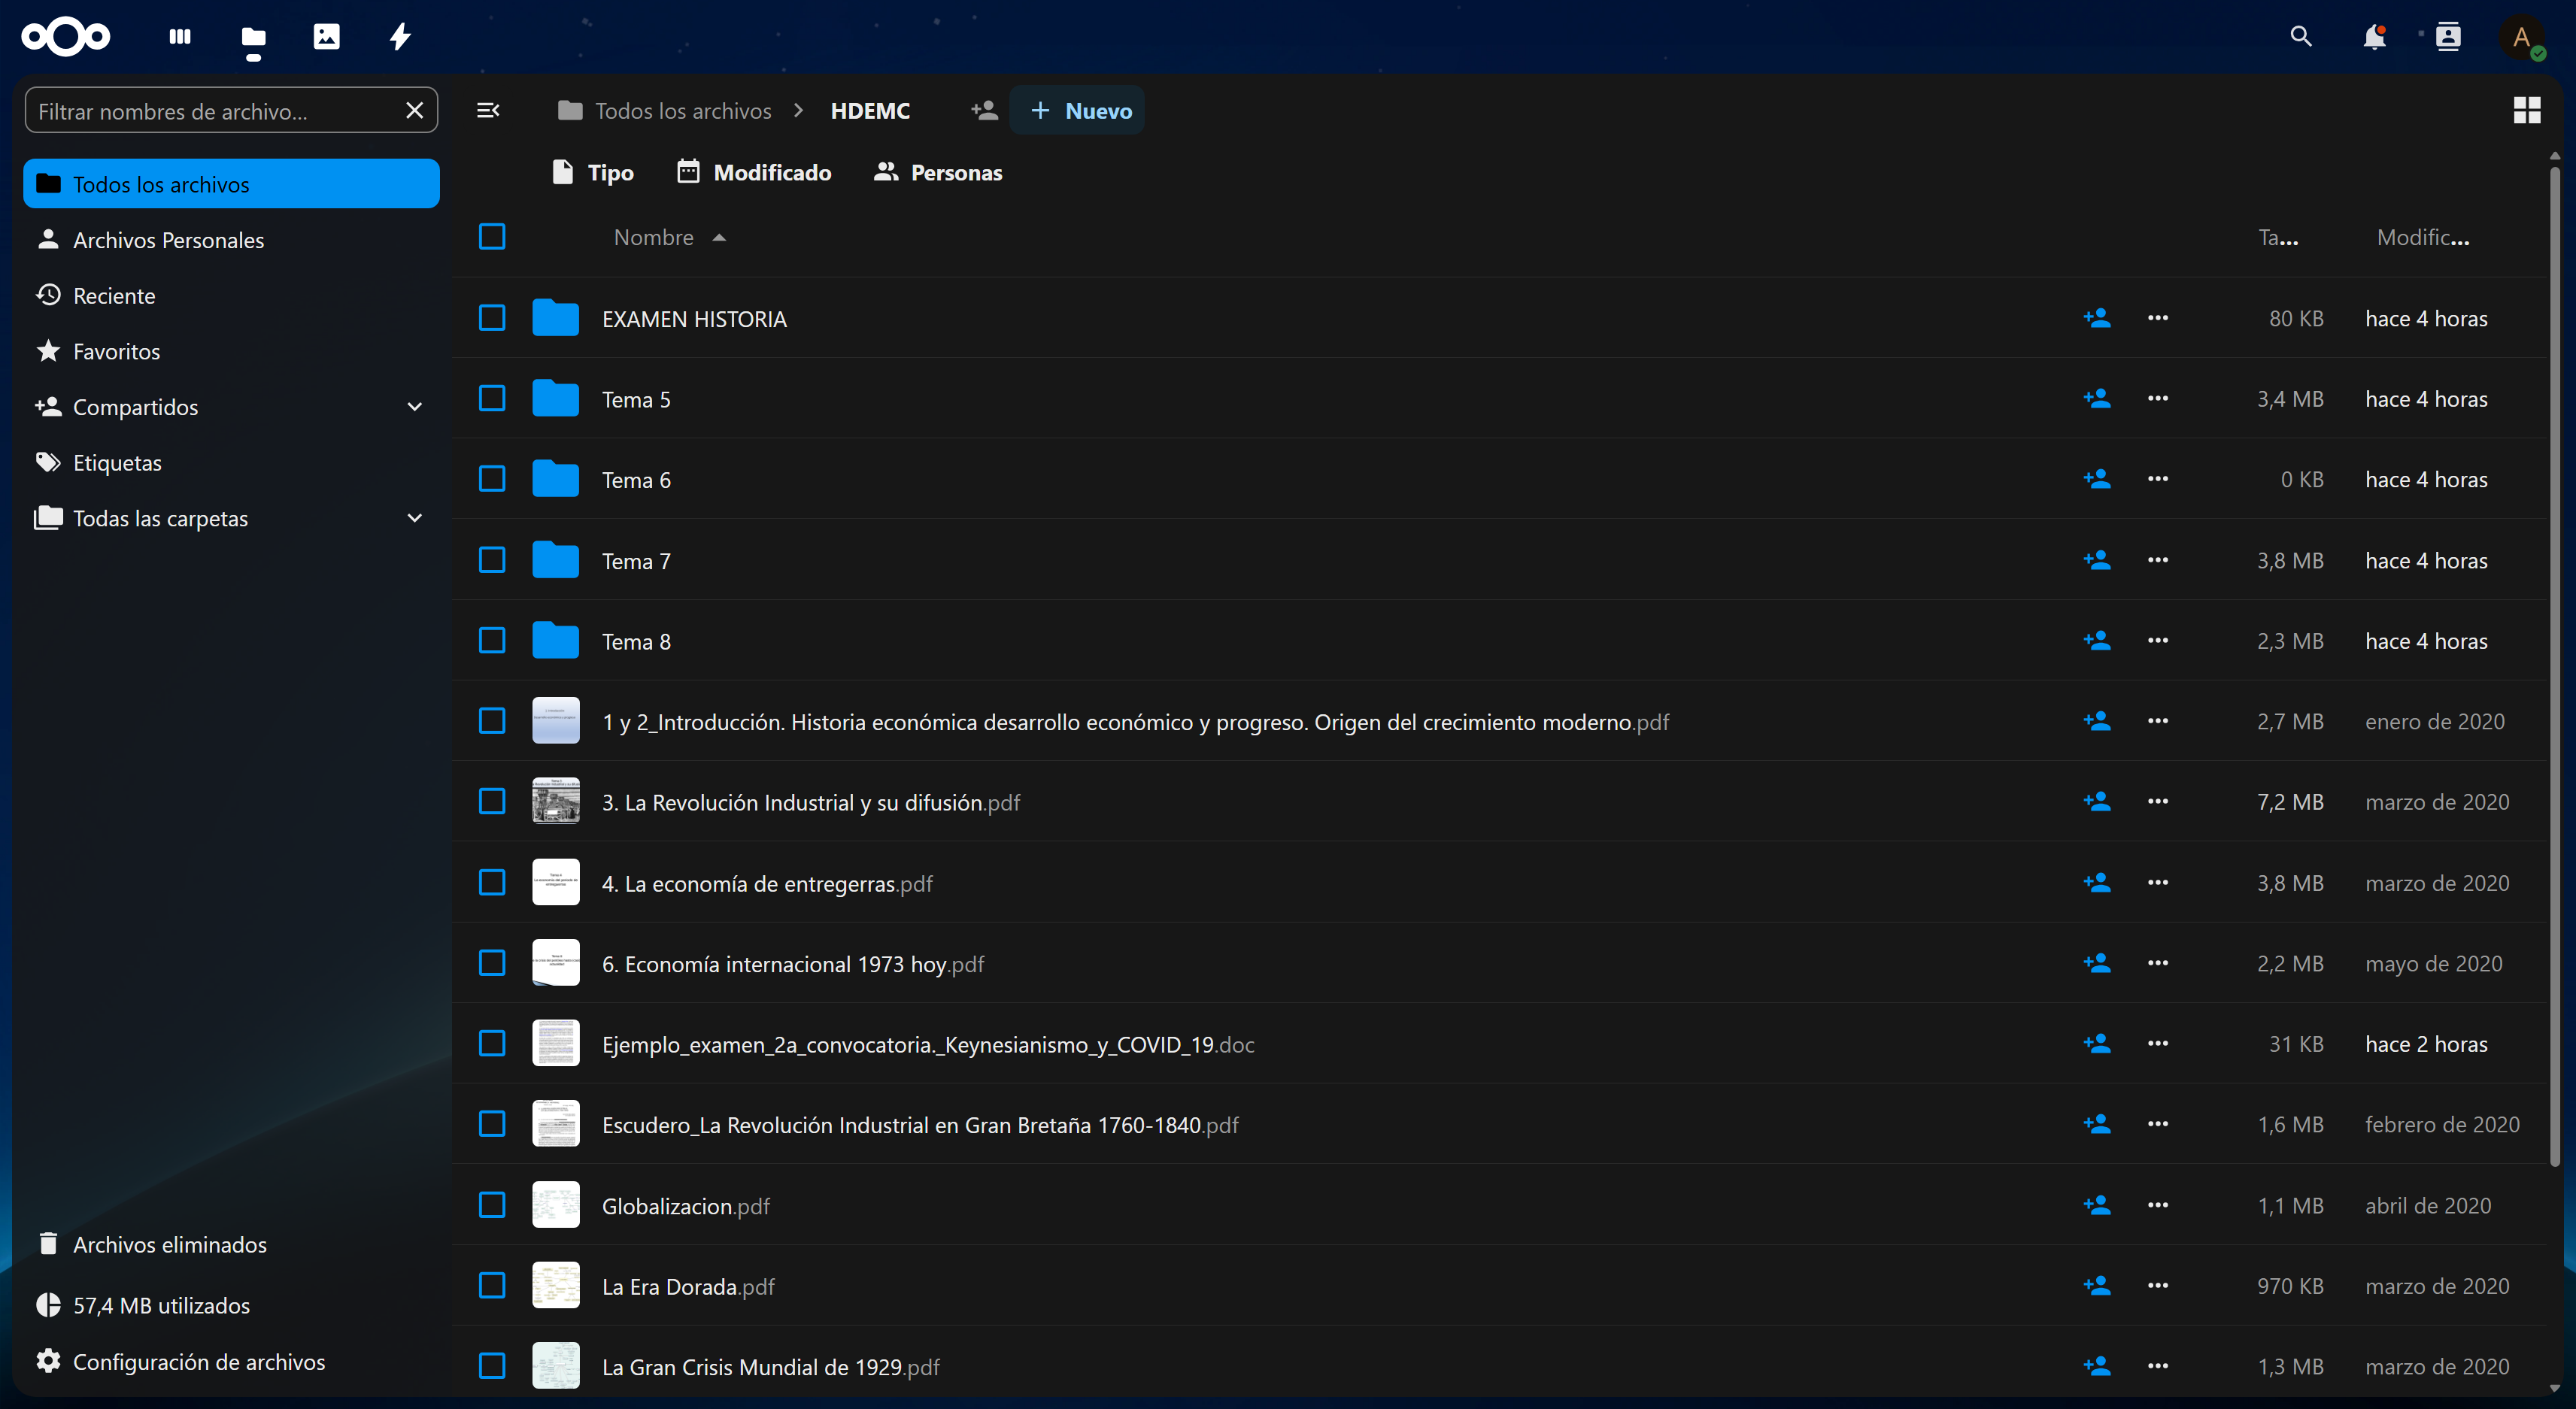 A
Filtrar nombres de archivo...
Todos los archivos
Archivos Personales
Reciente
Favoritos
Compartidos
Etiquetas
Todas las carpetas
Archivos eliminados
57,4 MB utilizados
Configuración de archivos
Todos los archivos > HDEMC + Nuevo
Tipo Modificado Personas
Nombre Ta... Modific...
EXAMEN HISTORIA 80 KB hace 4 horas
Tema 5 3,4 MB hace 4 horas
Tema 6 0 KB hace 4 horas
Tema 7 3,8 MB hace 4 horas
Tema 8 2,3 MB hace 4 horas
1 y 2_Introducción. Historia económica desarrollo económico y progreso. Origen del crecimiento moderno.pdf 2,7 MB enero de 2020
3. La Revolución Industrial y su difusión.pdf 7,2 MB marzo de 2020
4. La economía de entregerras.pdf 3,8 MB marzo de 2020
6. Economía internacional 1973 hoy.pdf 2,2 MB mayo de 2020
Ejemplo_examen_2a_convocatoria._Keynesianismo_y_COVID_19.doc 31 KB hace 2 horas
Escudero_La Revolución Industrial en Gran Bretaña 1760-1840.pdf 1,6 MB febrero de 2020
Globalizacion.pdf 1,1 MB abril de 2020
La Era Dorada.pdf 970 KB marzo de 2020
La Gran Crisis Mundial de 1929.pdf 1,3 MB marzo de 2020